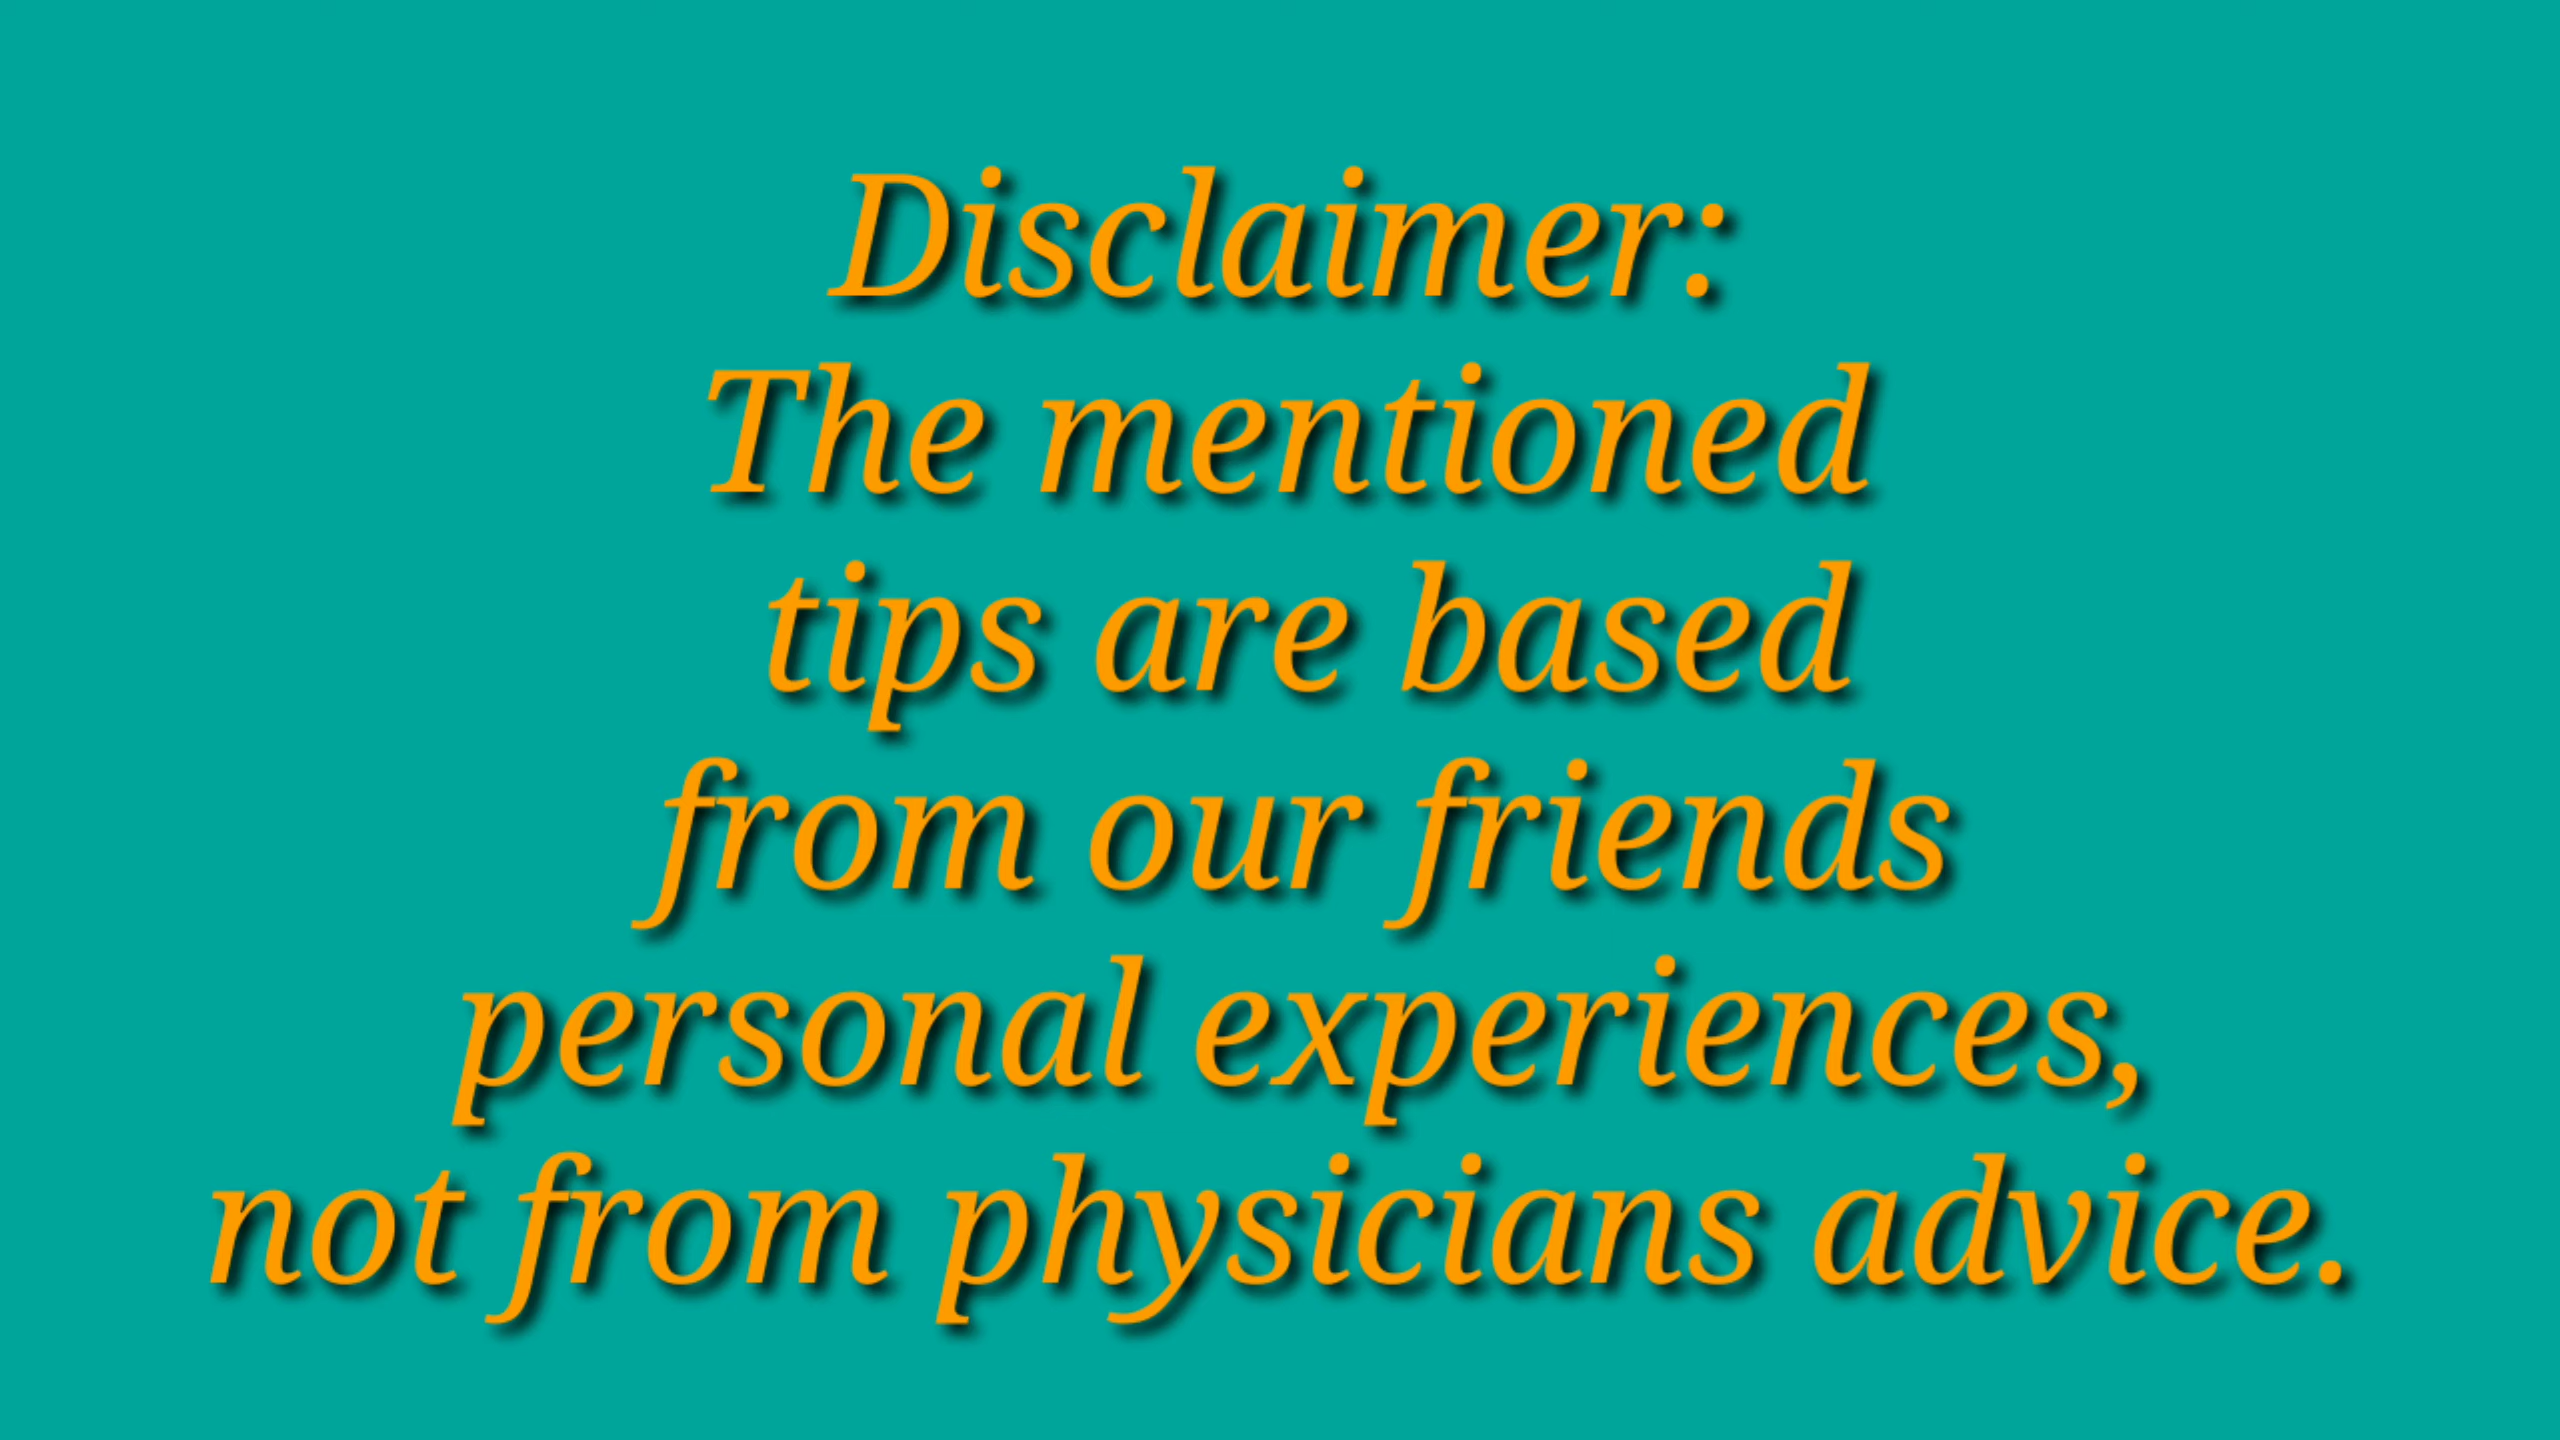 Disclaimer:
The mentioned
tips are based
from our friends
personal experiences,
not from physicians advice.